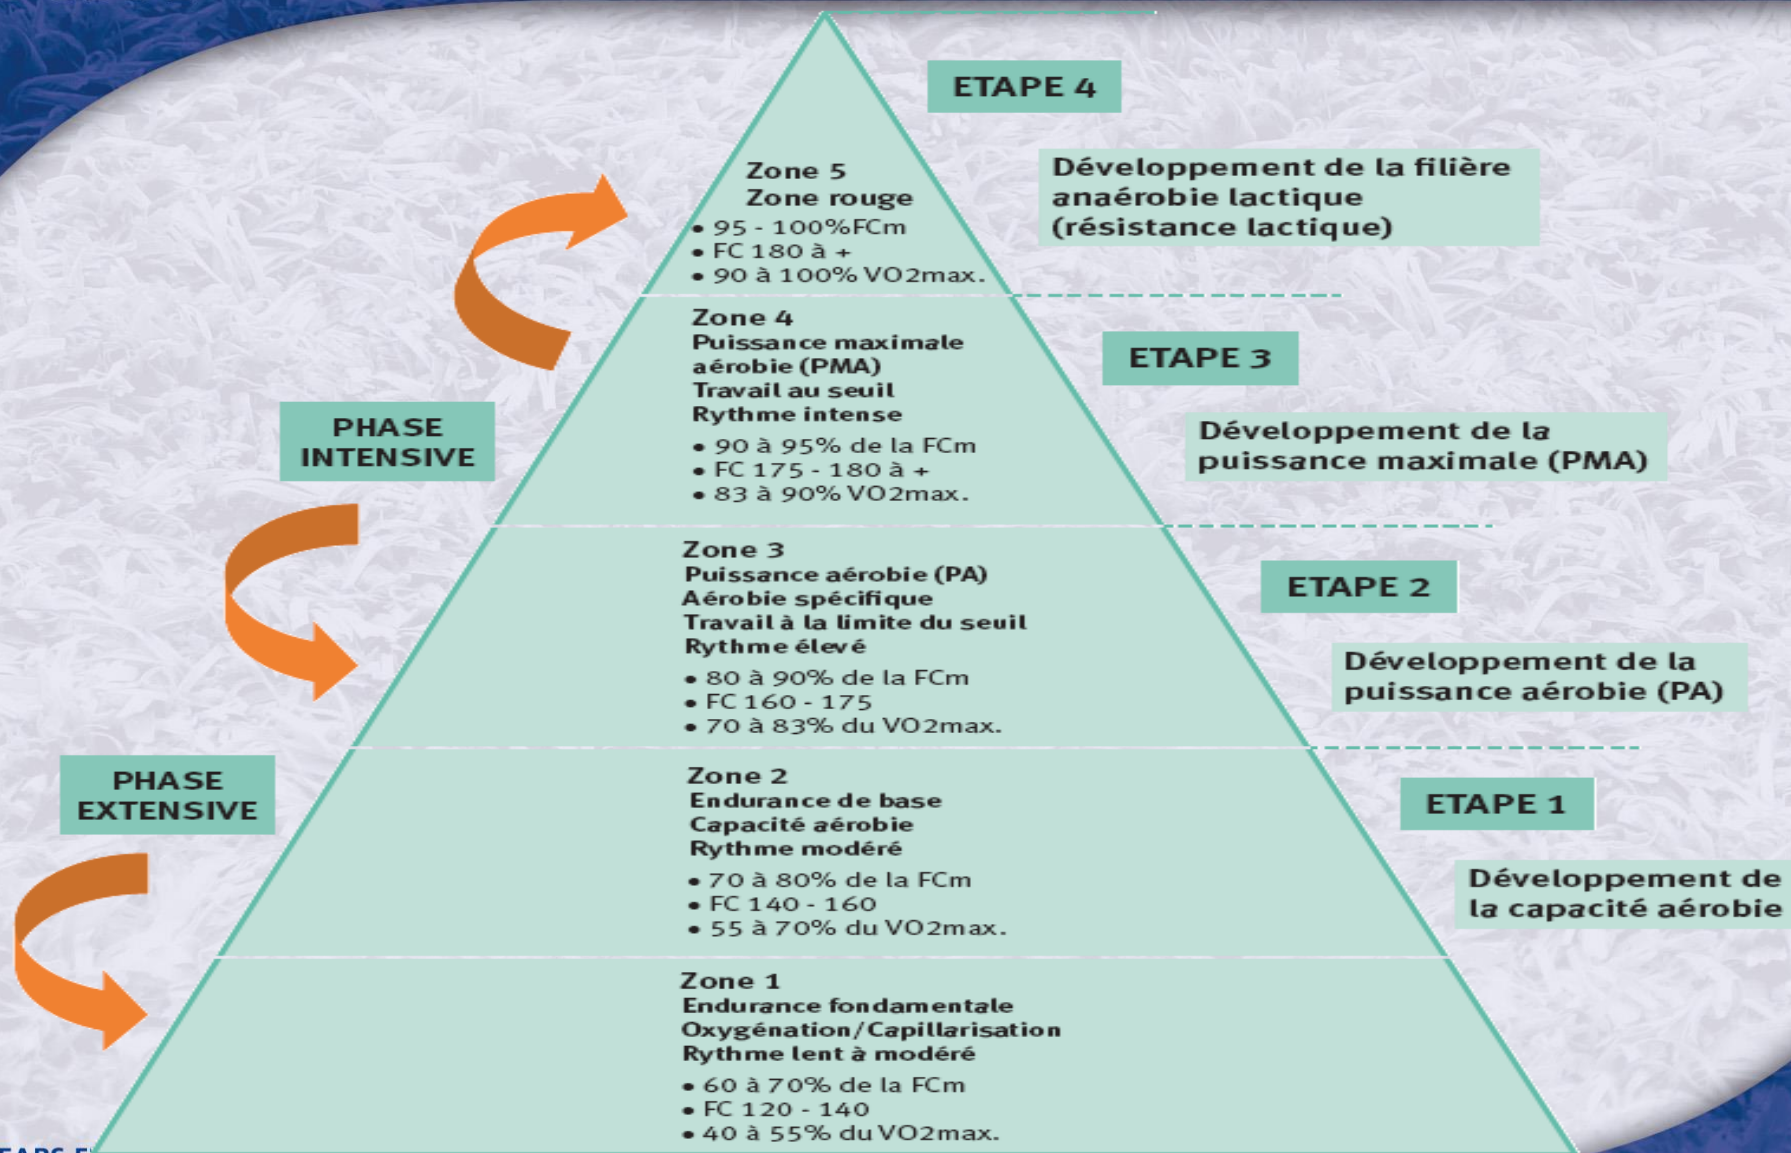 ETAPE 4
Développement de la filière
anaérobie lactique
(résistance lactique)
Zone 5
Zone rouge
• 95 - 100%FCm
• FC 180 à +
• 90 à 100% VO2max.
Zone 4
Puissance maximale
aérobie (PMA)
Travail au seuil
Rythme intense
• 90 à 95% de la FCm
• FC 175 - 180 à +
• 83 à 90% VO2max.
ETAPE 3
Développement de la
puissance maximale (PMA)
PHASE
INTENSIVE
Zone 3
Puissance aérobie (PA)
Aérobie spécifique
Travail à la limite du seuil
Rythme élevé
• 80 à 90% de la FCm
• FC 160 - 175
• 70 à 83% du VO2max.
ETAPE 2
Développement de la
puissance aérobie (PA)
PHASE
EXTENSIVE
Zone 2
Endurance de base
Capacité aérobie
Rythme modéré
• 70 à 80% de la FCm
• FC 140 - 160
• 55 à 70% du VO2max.
ETAPE 1
Développement de
la capacité aérobie
Zone 1
Endurance fondamentale
Oxygénation/Capillarisation
Rythme lent à modéré
• 60 à 70% de la FCm
• FC 120 - 140
• 40 à 55% du VO2max.